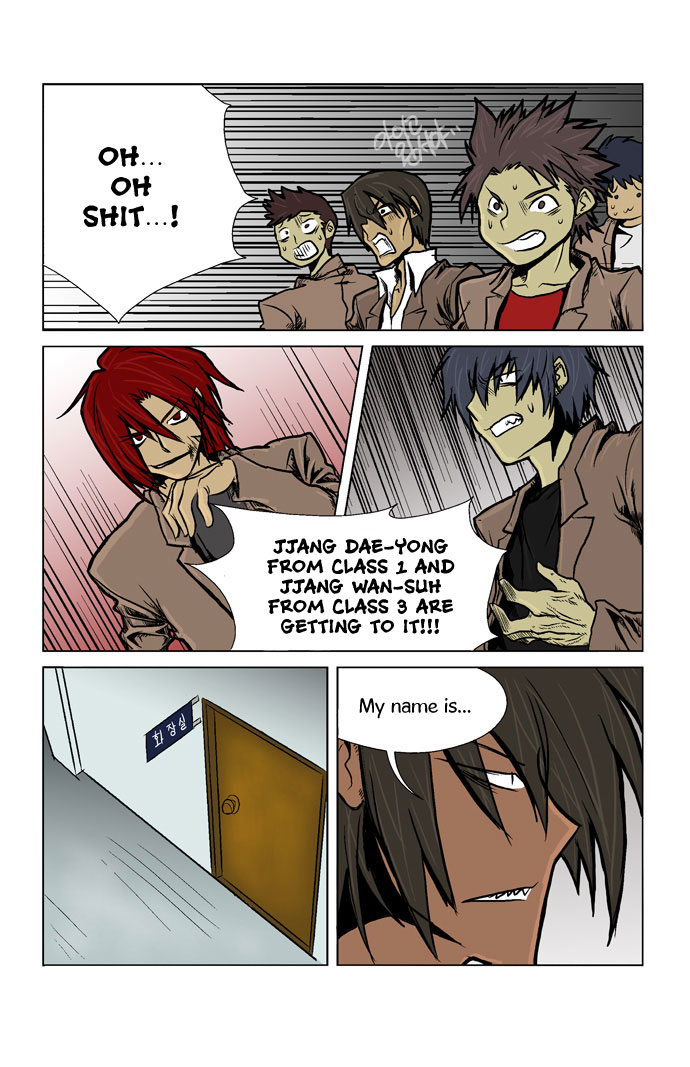 OH...
OH
SHIT...!
JJANG DAE-YONG
FROM CLASS 1 AND
JJANG WAN-SUH
FROM CLASS 3 ARE
GETTING TO IT!!!
화장실
My name is...